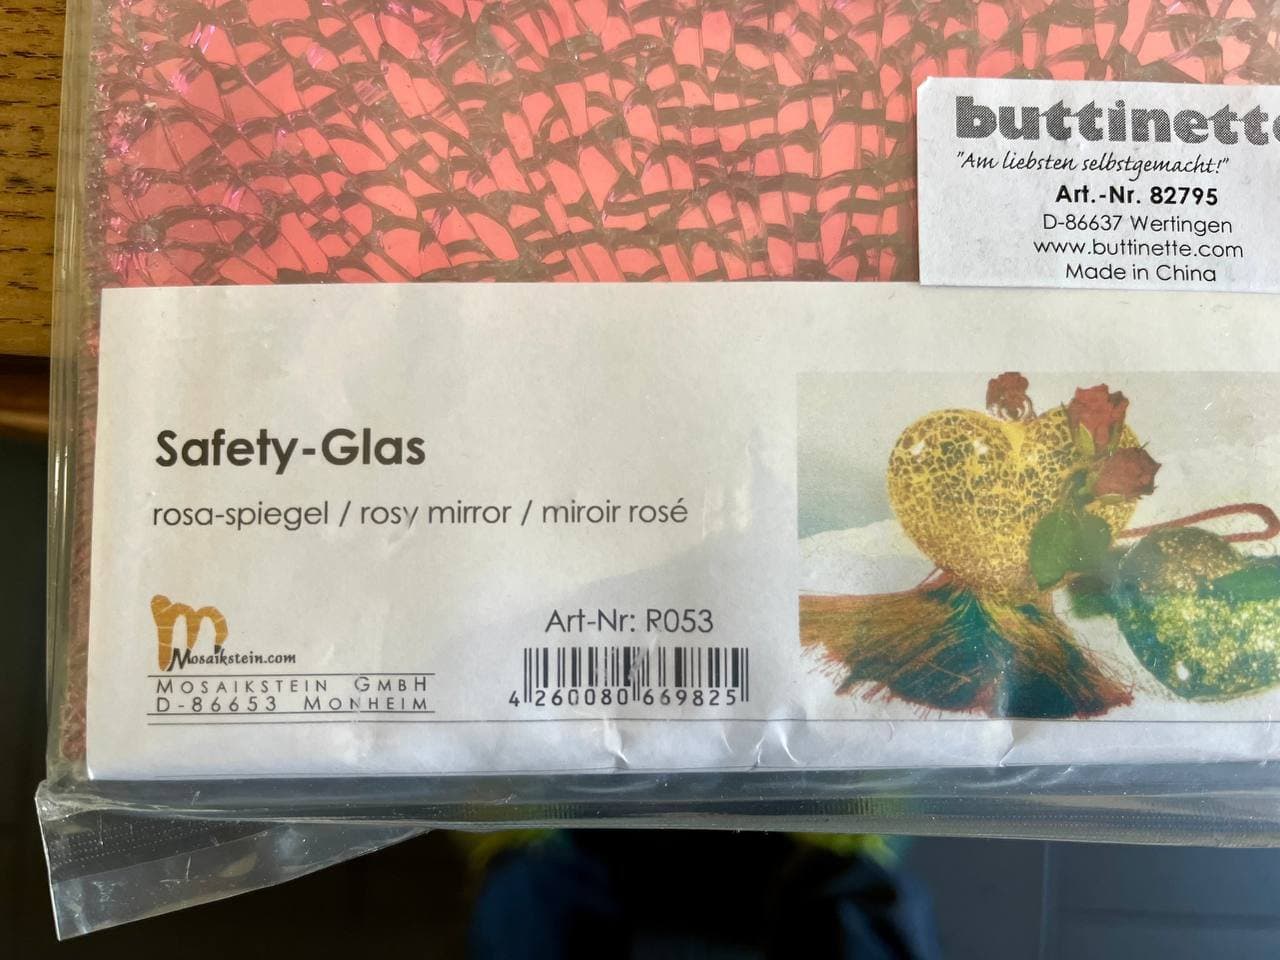 buttinette
"Am liebsten selbstgemacht!"
Art.-Nr. 82795
D-86637 Wertingen
www.buttinette.com
Made in China
Safety-Glas
rosa-spiegel / rosy mirror / miroir rosé
Art-Nr: R053
Mosaikstein.com
MOSAIKSTEIN GMBH
D-86653 MONHEIM
4 260080 669825